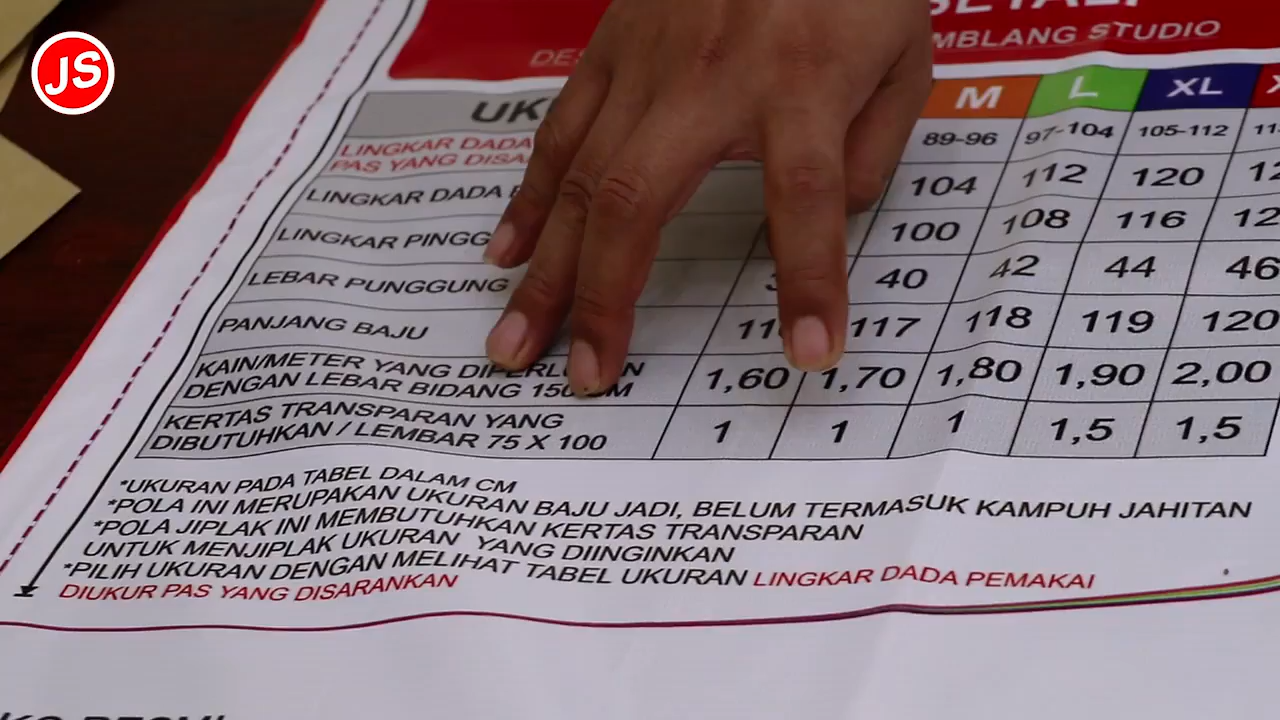 JS
MBLANG STUDIO
M L XL
LINGKAR DADA
89-96 97-104 105-112
PAS YANG
LINGKAR DADA 104 112 120
LINGKAR 100 108 116
LEBAR PUNGGUNG 40 42 44 46
PANJANG BAJU 117 118 119 120
KAIN/METER YANG
DENGAN LEBAR BIDANG 1,60 1,70 1,80 1,90 2,00
KERTAS TRANSPARAN YANG
DIBUTUHKAN / LEMBAR 75 X 100 1 1 1 1,5 1,5
*UKURAN PADA TABEL DALAM CM
*POLA INI MERUPAKAN UKURAN BAJU JADI, BELUM TERMASUK KAMPUH JAHITAN
*POLA JIPLAK INI MEMBUTUHKAN KERTAS TRANSPARAN
UNTUK MENJIPLAK UKURAN YANG DIINGINKAN
*PILIH UKURAN DENGAN MELIHAT TABEL UKURAN LINGKAR DADA PEMAKAI
DIUKUR PAS YANG DISARANKAN